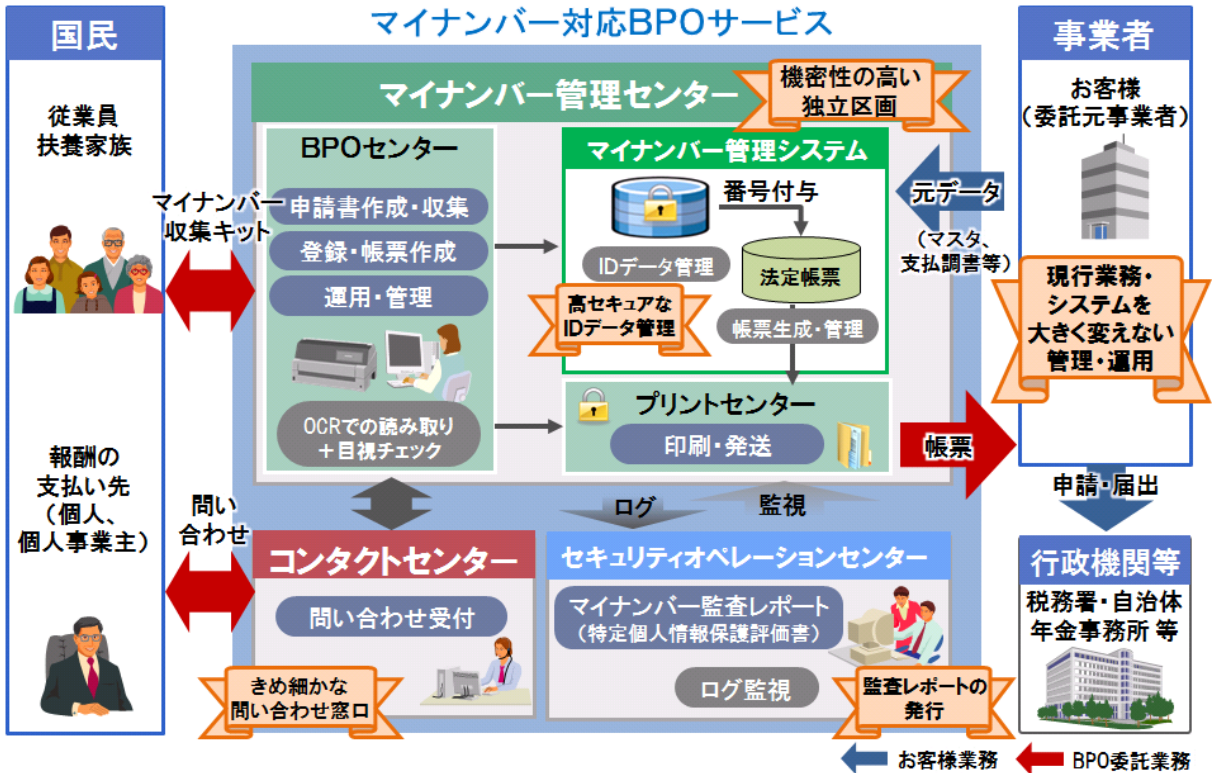 マイナンバー対応BPOサービス
国民
従業員
扶養家族
報酬の
支払い先
（個人、
個人事業主）
マイナンバー
収集キット
問い
合わせ
マイナンバー管理センター
機密性の高い
独立区画
BPOセンター
申請書作成・収集
登録・帳票作成
運用・管理
OCRでの読み取り
＋目視チェック
マイナンバー管理システム
番号付与
IDデータ管理
法定帳票
高セキュアな
IDデータ管理
帳票生成・管理
プリントセンター
印刷・発送
ログ
監視
コンタクトセンター
問い合わせ受付
きめ細かな
問い合わせ窓口
セキュリティオペレーションセンター
マイナンバー監査レポート
（特定個人情報保護評価書）
ログ監視
監査レポートの
発行
事業者
お客様
（委託元事業者）
元データ
（マスタ、
支払調書等）
現行業務・
システムを
大きく変えない
管理・運用
帳票
申請・届出
行政機関等
税務署・自治体
年金事務所 等
お客様業務
BPO委託業務